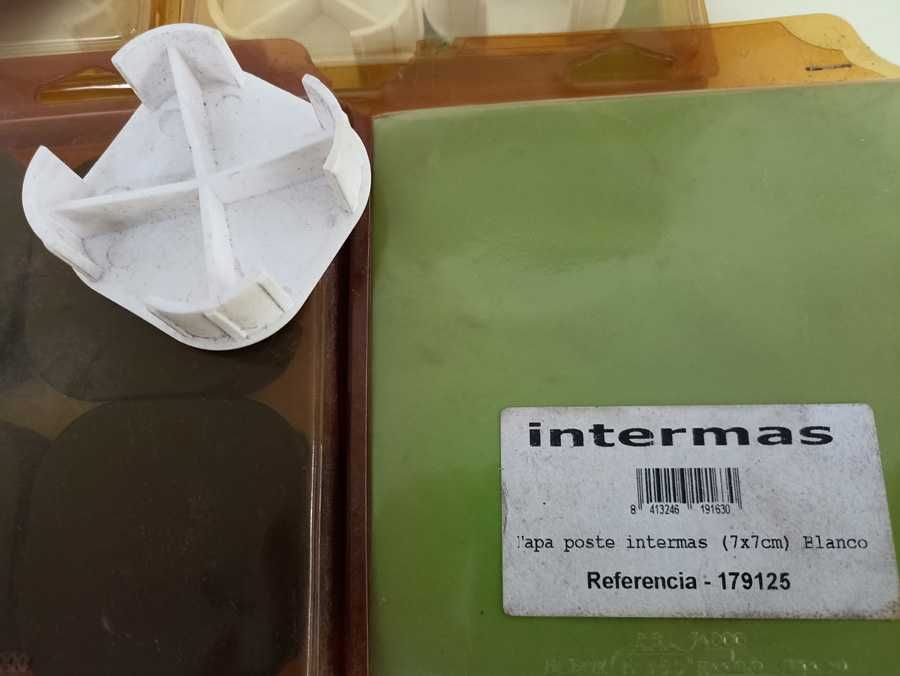 intermas
8 413246 191630
Tapa poste intermas (7x7cm) Blanco
Referencia - 179125